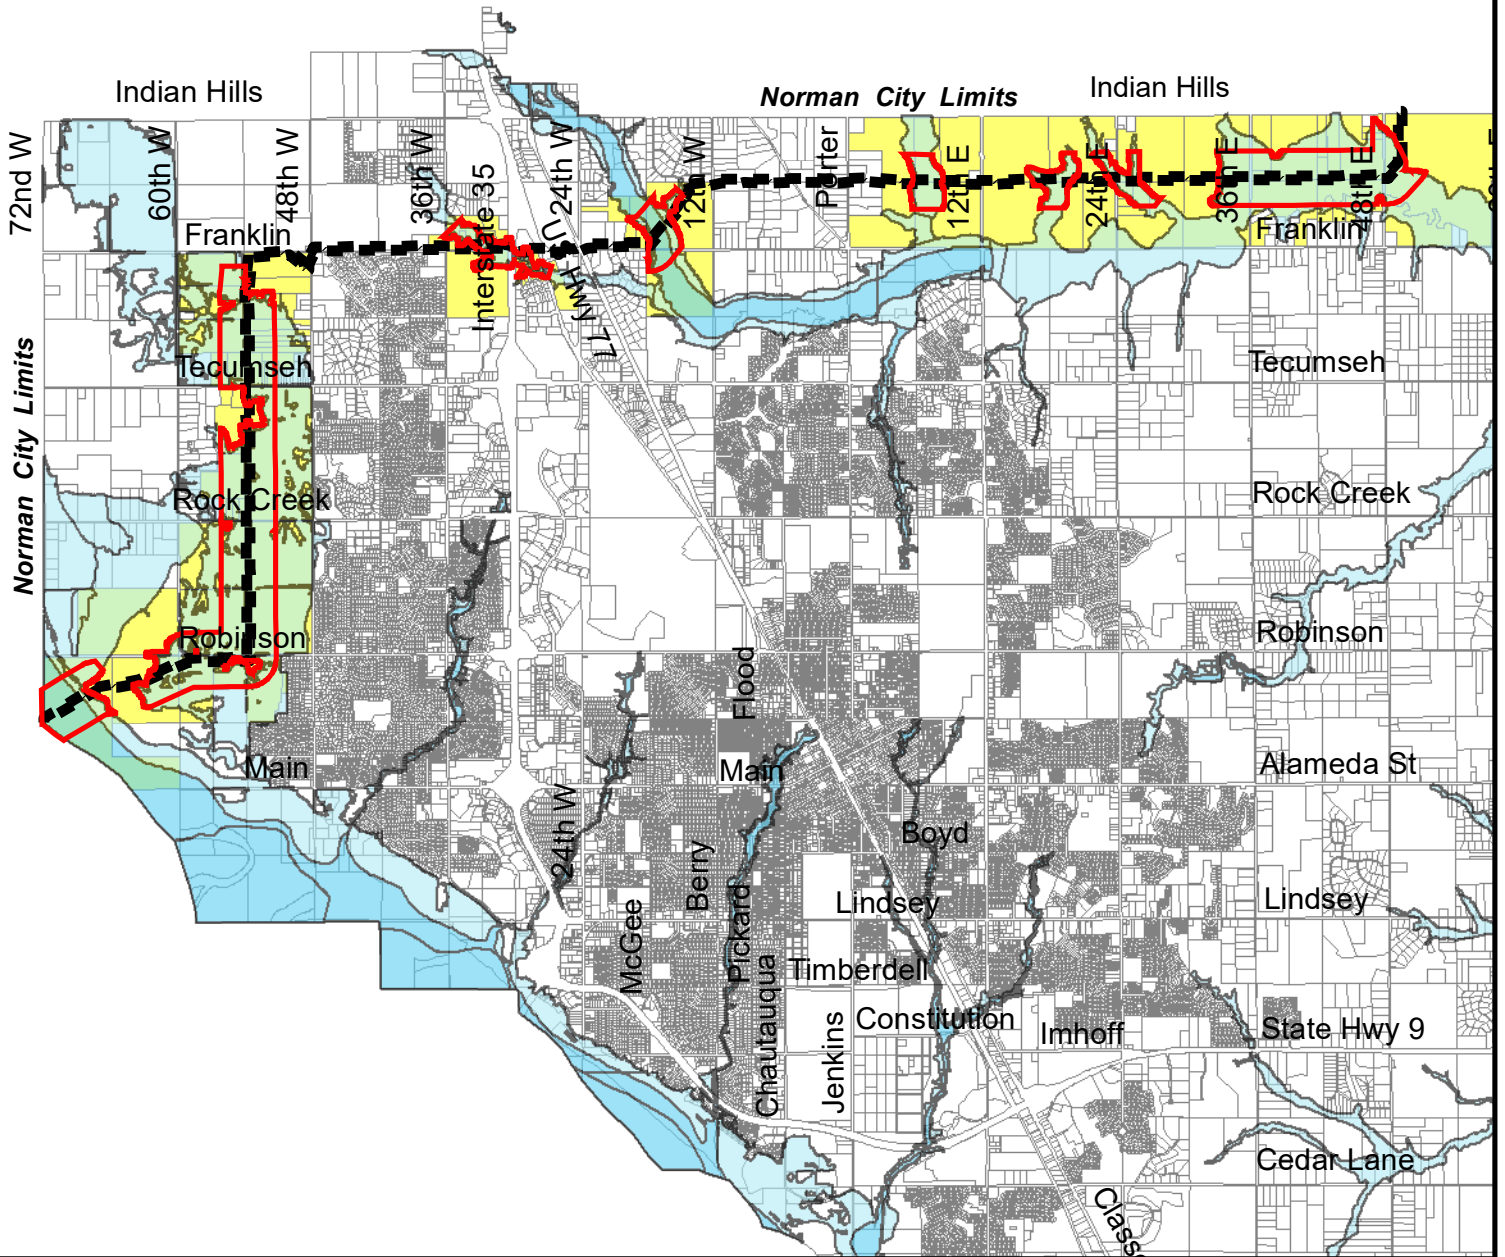 Indian Hills
Norman City Limits
Indian Hills
72nd W
60th W
48th W
36th W
Interstate 35
24th W
US Hwy 77
12th W
Porter
12th E
24th E
36th E
48th E
Franklin
Franklin
Norman City Limits
Tecumseh
Tecumseh
Rock Creek
Rock Creek
Robinson
Robinson
Flood
Main
Main
Alameda St
24th W
Berry
Boyd
McGee
Pickard
Lindsey
Lindsey
Chautauqua
Timberdell
Jenkins
Constitution
Imhoff
State Hwy 9
Cedar Lane